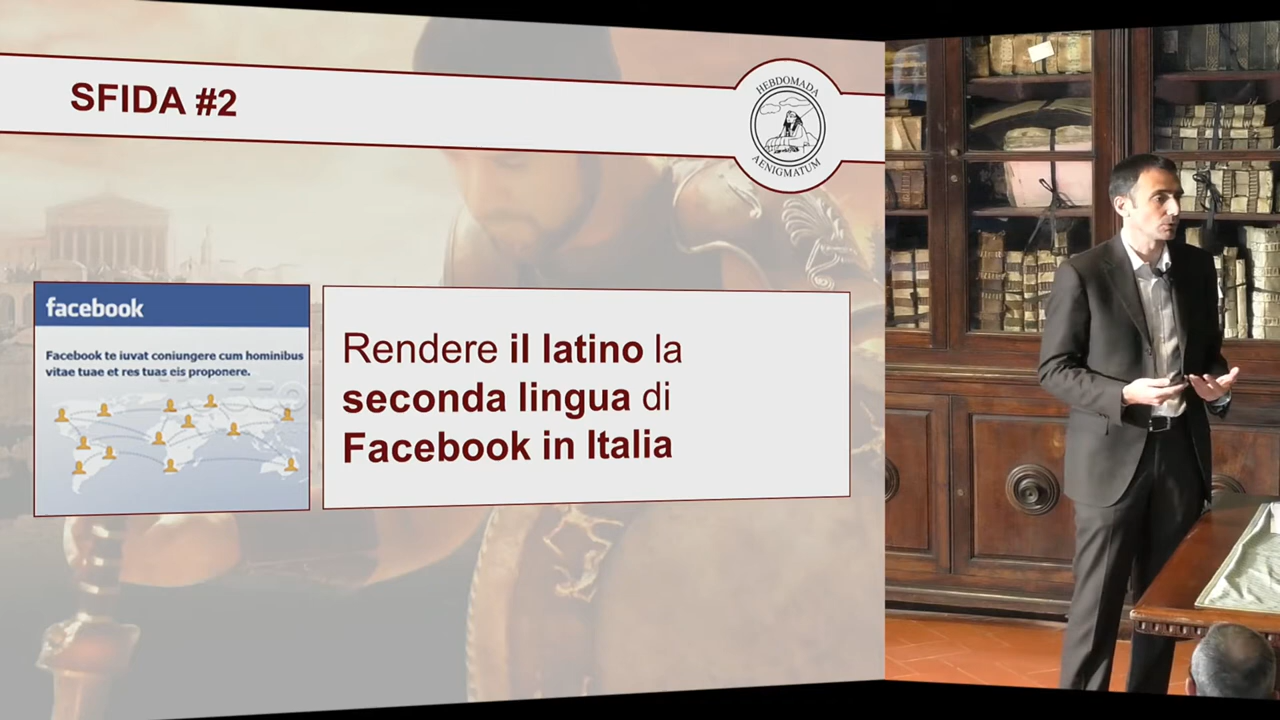 SFIDA #2
HEBDOMADA
AENIGMATUM
facebook
Facebook te iuvat coniungere cum hominibus
vitae tuae et res tuas eis proponere.
Rendere il latino la
seconda lingua di
Facebook in Italia